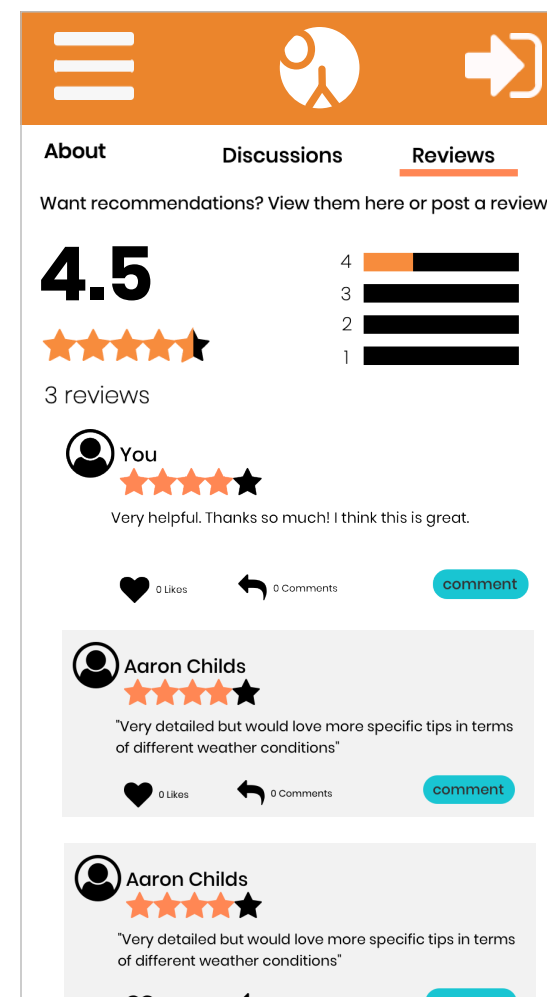 About Discussions Reviews
Want recommendations? View them here or post a review
4.5
4
3
2
1
3 reviews
You
Very helpful. Thanks so much! I think this is great.
0 Likes 0 Comments comment
Aaron Childs
"Very detailed but would love more specific tips in terms
of different weather conditions"
0 Likes 0 Comments comment
Aaron Childs
"Very detailed but would love more specific tips in terms
of different weather conditions"